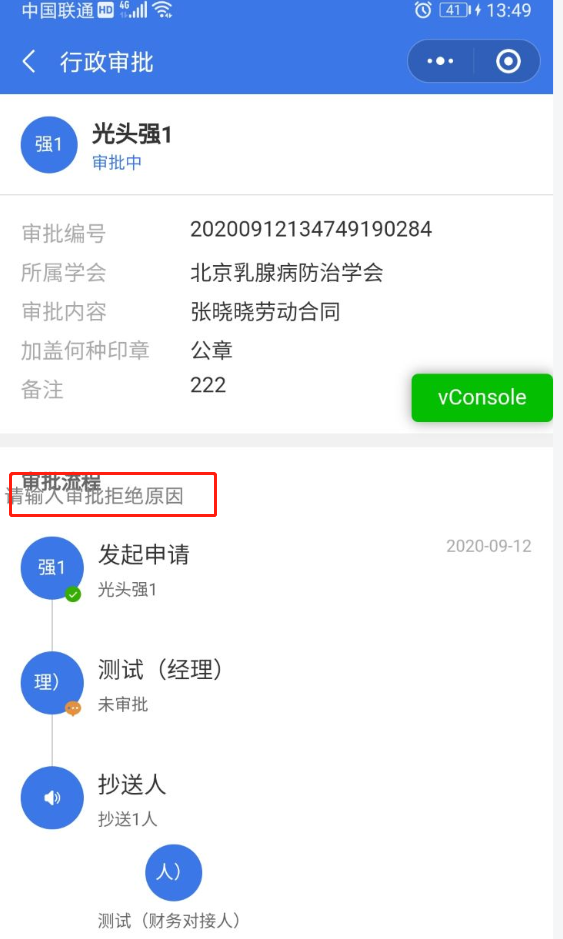 中国联通 HD 4G 41 13:49
行政审批
强1 光头强1
审批中
审批编号 20200912134749190284
所属学会 北京乳腺病防治学会
审批内容 张晓晓劳动合同
加盖何种印章 公章
备注 222
vConsole
审批流程
请输入审批拒绝原因
强1 发起申请 2020-09-12
光头强1
理） 测试（经理）
未审批
抄送人
抄送1人
人）
测试（财务对接人）